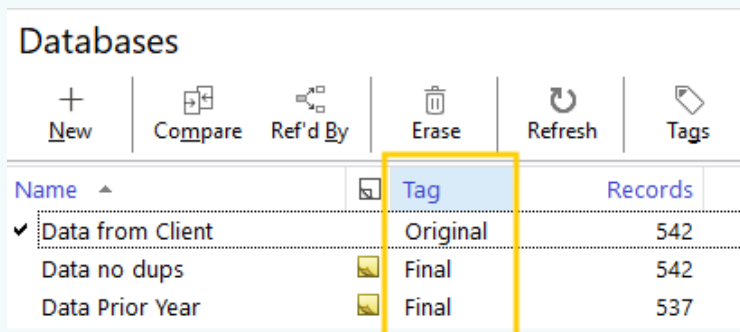 Databases
New Compare Ref'd By Erase Refresh Tags
Name Tag Records
Data from Client Original 542
Data no dups Final 542
Data Prior Year Final 537